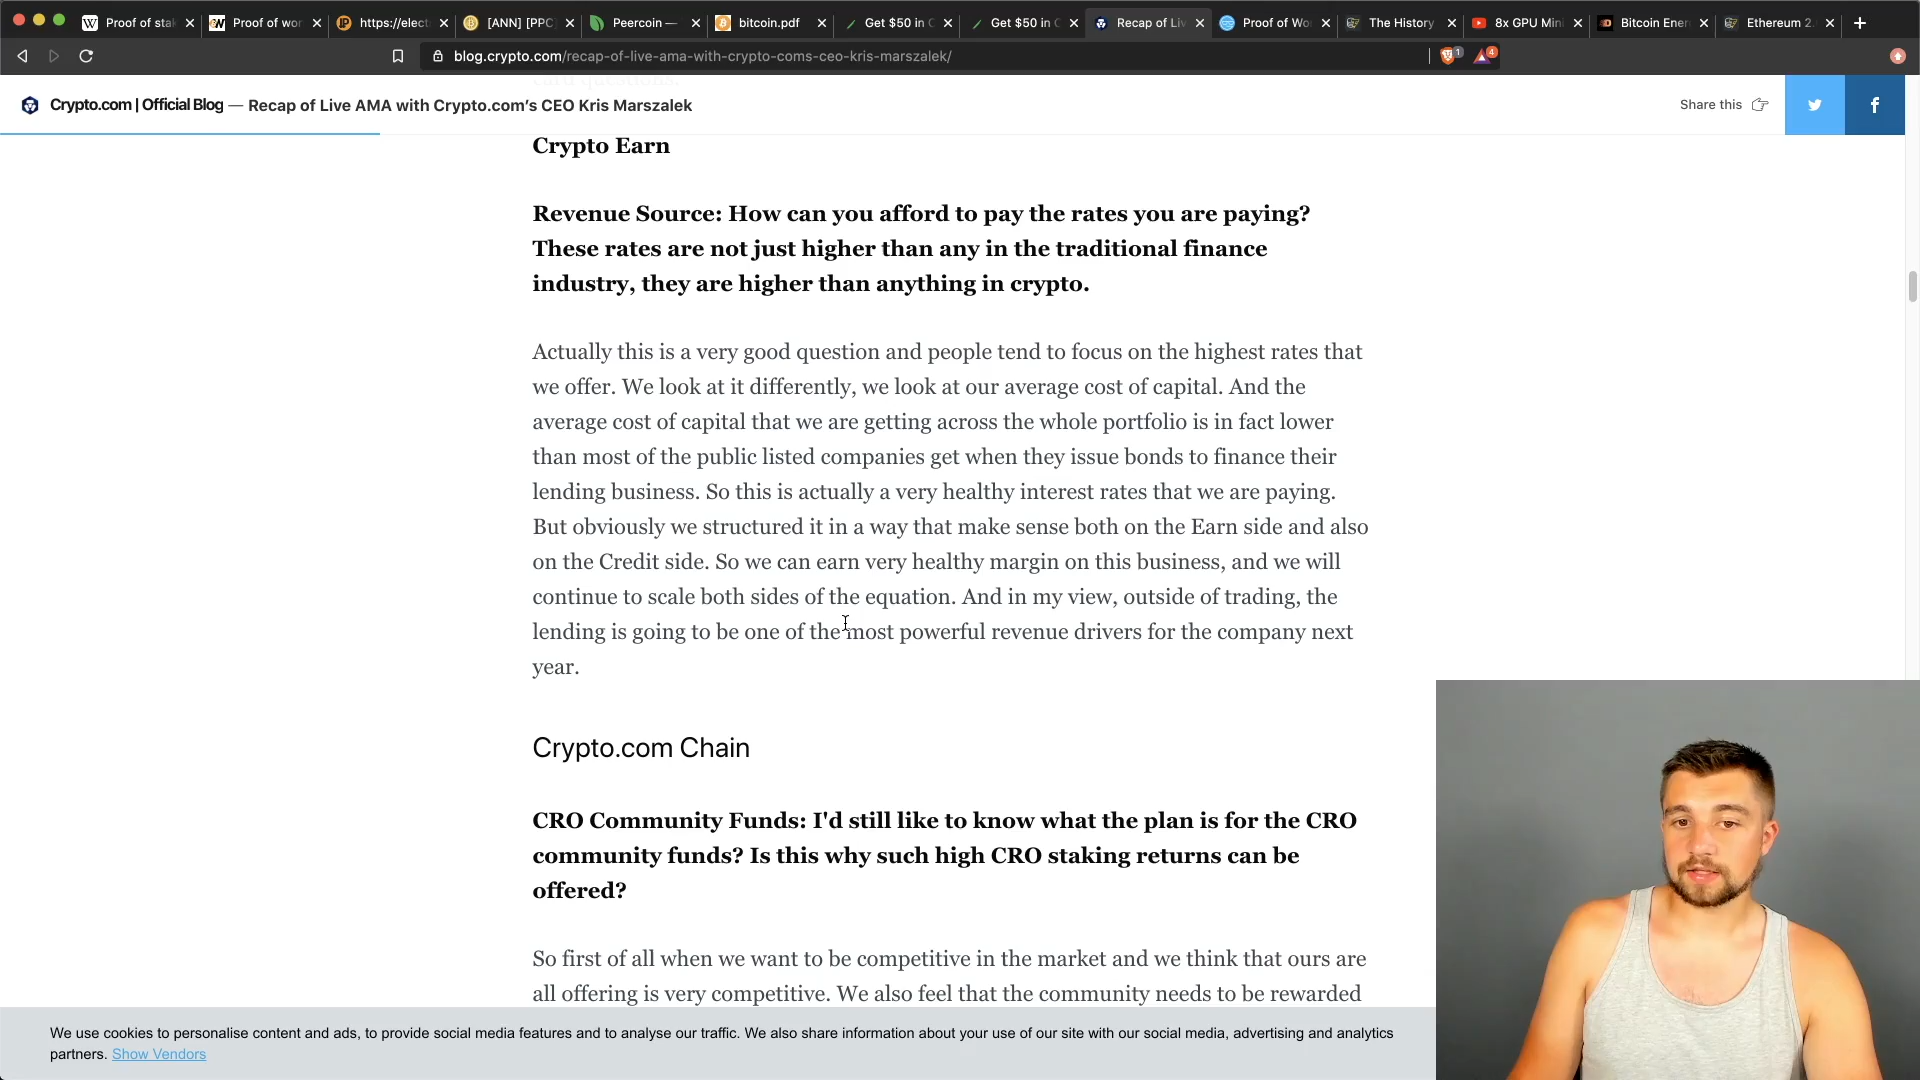 Proof of stak
Proof of wor
https://elect
[ANN] [PPC
Peercoin —
bitcoin.pdf
Get $50 in C
Get $50 in C
Recap of Liv
Proof of Wo
The History
8x GPU Mini
Bitcoin Ener
Ethereum 2.
blog.crypto.com/recap-of-live-ama-with-crypto-coms-ceo-kris-marszalek/
1
4
card questions.
Crypto.com | Official Blog — Recap of Live AMA with Crypto.com’s CEO Kris Marszalek
Share this
Crypto Earn
Revenue Source: How can you afford to pay the rates you are paying?
These rates are not just higher than any in the traditional finance
industry, they are higher than anything in crypto.
Actually this is a very good question and people tend to focus on the highest rates that
we offer. We look at it differently, we look at our average cost of capital. And the
average cost of capital that we are getting across the whole portfolio is in fact lower
than most of the public listed companies get when they issue bonds to finance their
lending business. So this is actually a very healthy interest rates that we are paying.
But obviously we structured it in a way that make sense both on the Earn side and also
on the Credit side. So we can earn very healthy margin on this business, and we will
continue to scale both sides of the equation. And in my view, outside of trading, the
lending is going to be one of the most powerful revenue drivers for the company next
year.
Crypto.com Chain
CRO Community Funds: I'd still like to know what the plan is for the CRO
community funds? Is this why such high CRO staking returns can be
offered?
So first of all when we want to be competitive in the market and we think that ours are
all offering is very competitive. We also feel that the community needs to be rewarded
We use cookies to personalise content and ads, to provide social media features and to analyse our traffic. We also share information about your use of our site with our social media, advertising and analytics
partners. Show Vendors